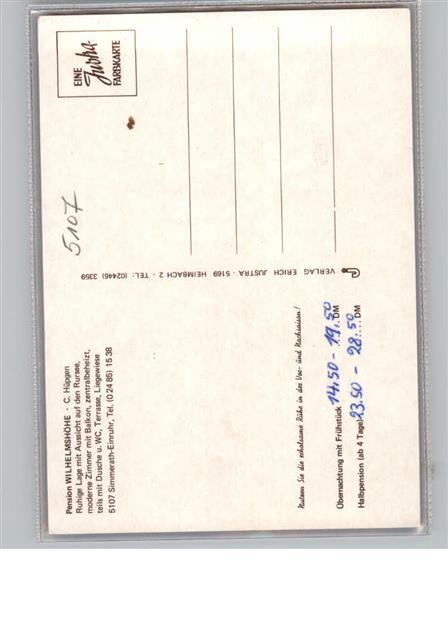 Pension WILHELMSHÖHE · C. Hüpgen
Ruhige Lage mit Aussicht auf den Rursee,
moderne Zimmer mit Balkon, zentralbeheizt,
teils mit Dusche u. WC, Terrasse, Liegewiese
5107 Simmerath-Einruhr, Tel. (0 24 85) 15 38
Nutzen Sie die erholsame Ruhe in der Vor- und Nachsaison!
Übernachtung mit Frühstück 14,50 - 19,50 DM
Halbpension (ab 4 Tage) 23.50 - 28.50 DM
VERLAG ERICH JUSTRA · 5169 HEIMBACH 2 · TEL: (02446) 3359
5107
EINE
Justra
FARBKARTE